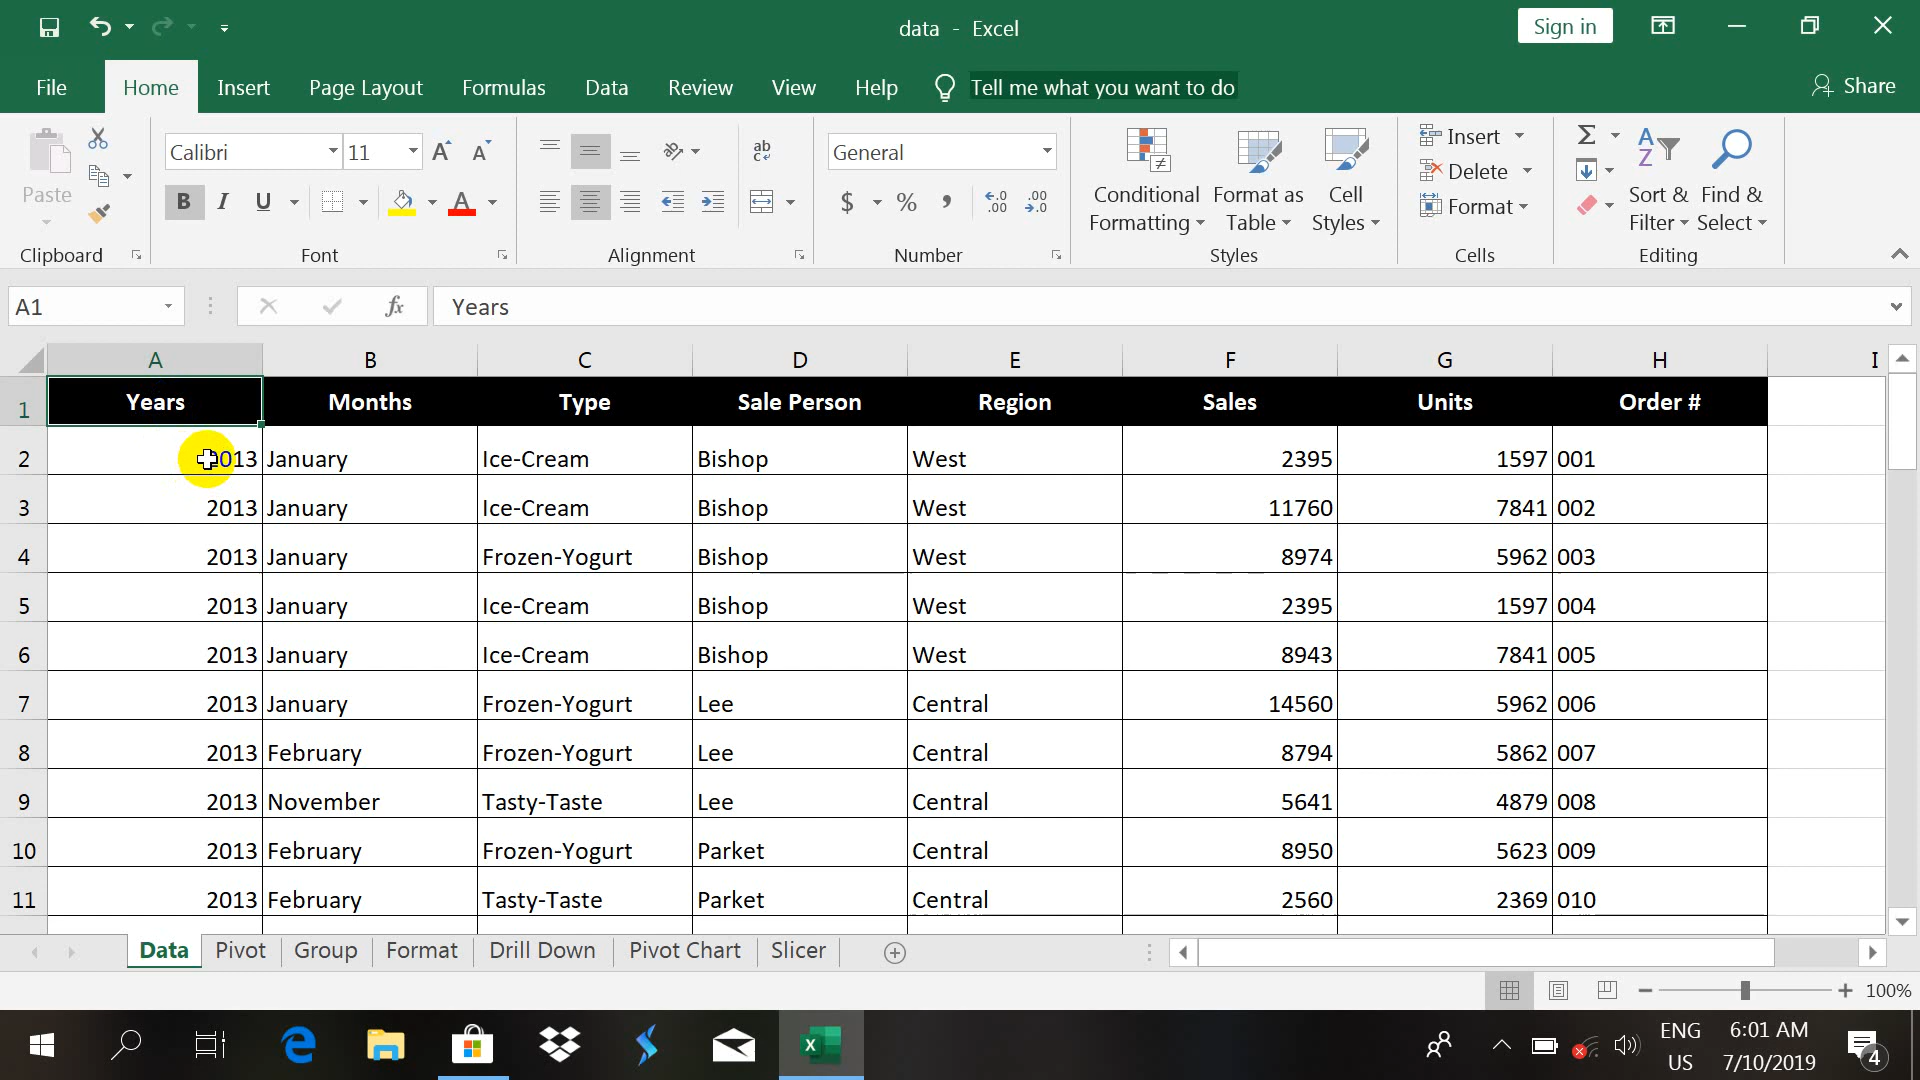 data - Excel
Sign in
File Home Insert Page Layout Formulas Data Review View Help Tell me what you want to do Share
Paste
Clipboard
Calibri 11
B I U
Font
ab
Alignment
General
$ % ,
Number
Conditional Formatting
Format as Table
Cell Styles
Styles
Insert
Delete
Format
Cells
Sort & Filter
Find & Select
Editing
A1 fx Years
A B C D E F G H I
1 Years Months Type Sale Person Region Sales Units Order #
2 2013 January Ice-Cream Bishop West 2395 1597 001
3 2013 January Ice-Cream Bishop West 11760 7841 002
4 2013 January Frozen-Yogurt Bishop West 8974 5962 003
5 2013 January Ice-Cream Bishop West 2395 1597 004
6 2013 January Ice-Cream Bishop West 8943 7841 005
7 2013 January Frozen-Yogurt Lee Central 14560 5962 006
8 2013 February Frozen-Yogurt Lee Central 8794 5862 007
9 2013 November Tasty-Taste Lee Central 5641 4879 008
10 2013 February Frozen-Yogurt Parket Central 8950 5623 009
11 2013 February Tasty-Taste Parket Central 2560 2369 010
Data Pivot Group Format Drill Down Pivot Chart Slicer
100%
ENG 6:01 AM
US 7/10/2019 4